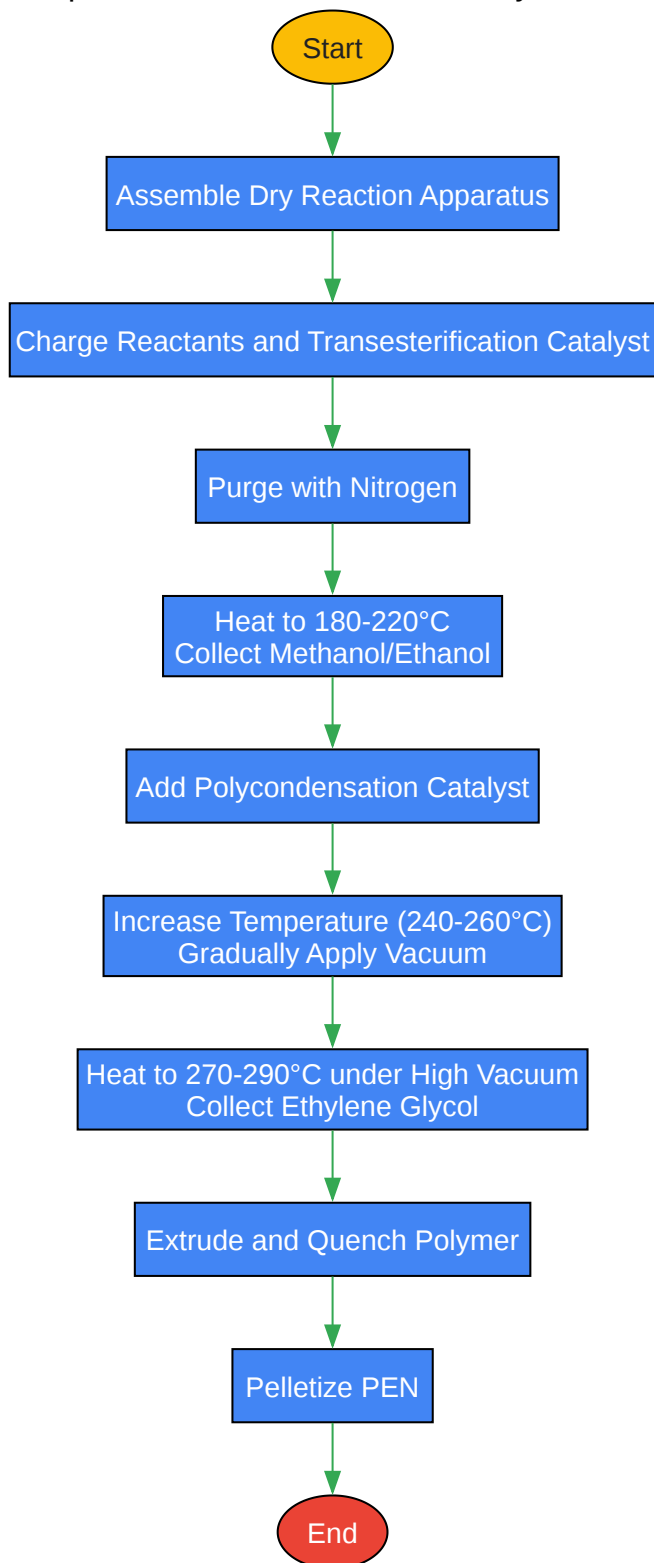 Start
Assemble Dry Reaction Apparatus
Charge Reactants and Transesterification Catalyst
Purge with Nitrogen
Heat to 180-220°C
Collect Methanol/Ethanol
Add Polycondensation Catalyst
Increase Temperature (240-260°C)
Gradually Apply Vacuum
Heat to 270-290°C under High Vacuum
Collect Ethylene Glycol
Extrude and Quench Polymer
Pelletize PEN
End